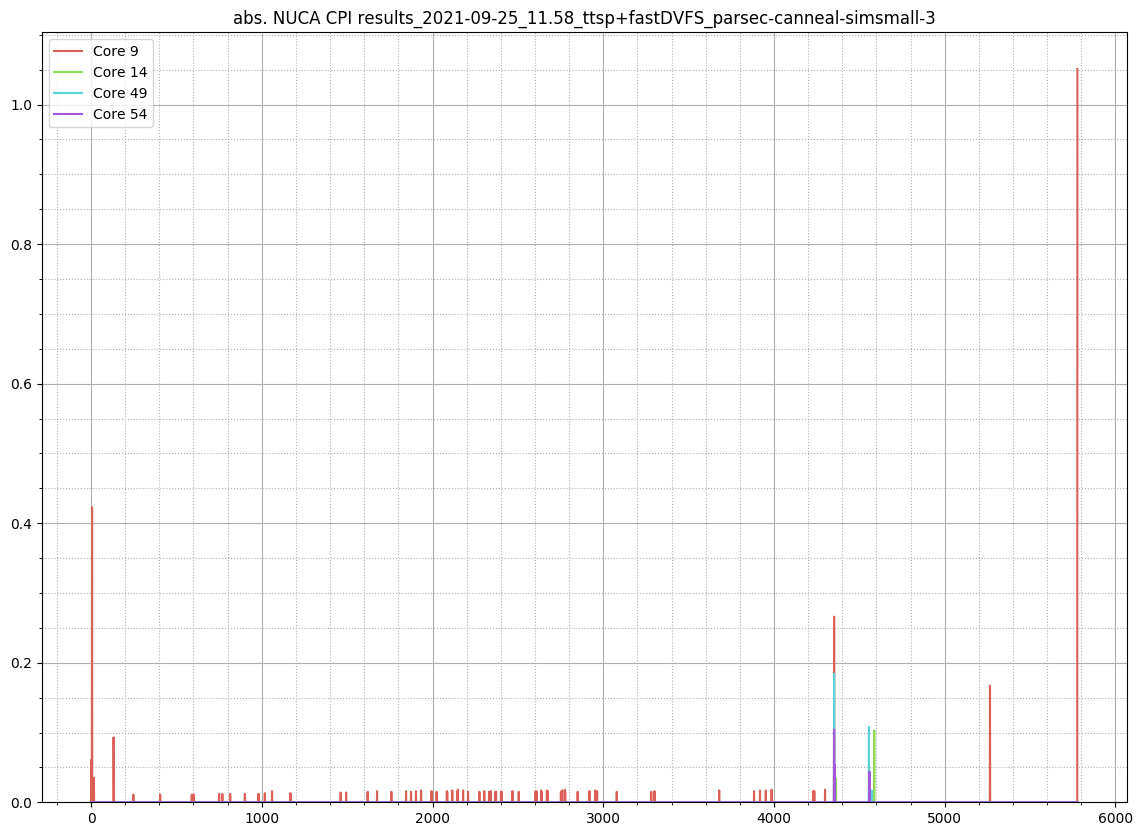 abs. NUCA CPI results_2021-09-25_11.58_ttsp+fastDVFS_parsec-canneal-simsmall-3
Core 9
Core 14
Core 49
Core 54
1.0
0.8
0.6
0.4
0.2
0.0
0 1000 2000 3000 4000 5000 6000